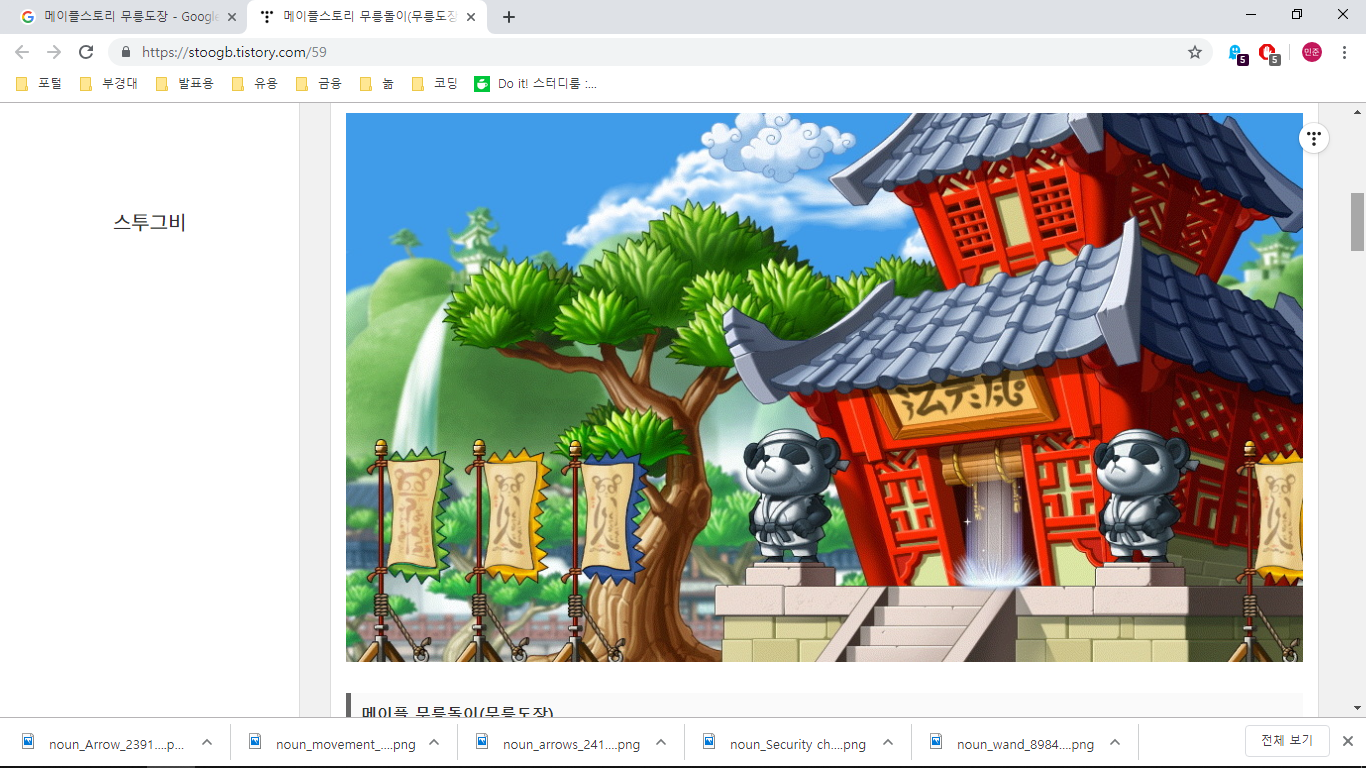 메이플스토리 무릉도장 - Google
메이플스토리 무릉돌이(무릉도장
https://stoogb.tistory.com/59
5
5
민준
포털
부경대
발표용
유용
금융
놂
코딩
Do it! 스터디룸 :...
스투그비
메이플 무릉돌이(무릉도장)
noun_Arrow_2391....p...
noun_movement_....png
noun_arrows_241....png
noun_Security ch....png
noun_wand_8984....png
전체 보기